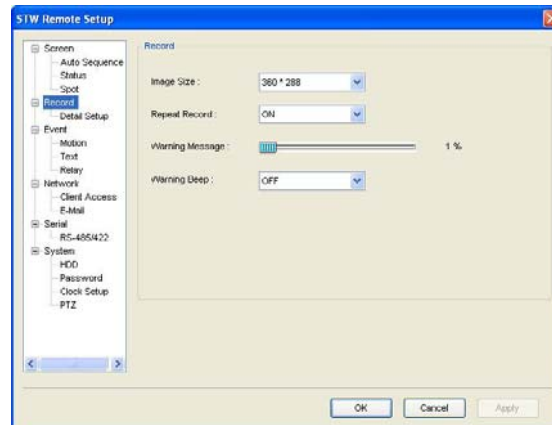 STW Remote Setup
Screen
Auto Sequence
Status
Spot
Record
Detail Setup
Event
Motion
Text
Relay
Network
Client Access
E-Mail
Serial
RS-485/422
System
HDD
Password
Clock Setup
PTZ
Record
Image Size : 360 * 288
Repeat Record : ON
Warning Message : 1 %
Warning Beep : OFF
OK Cancel Apply